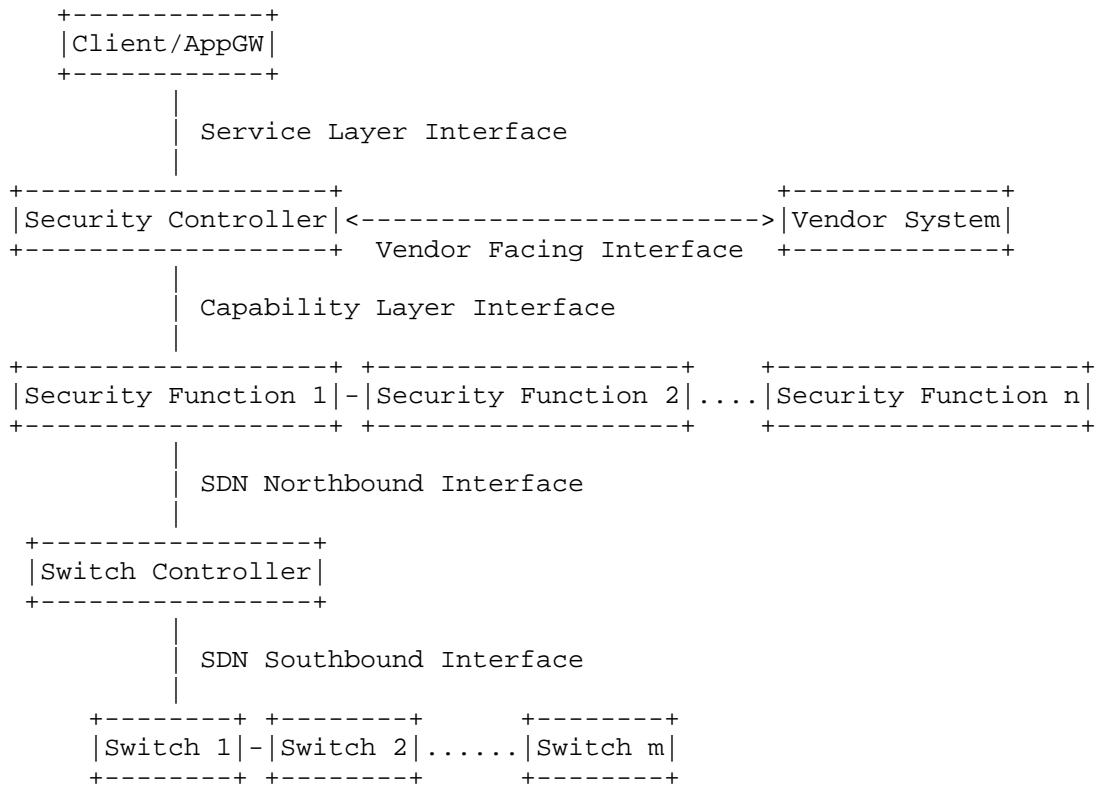 Client/AppGW
Service Layer Interface
Security Controller<------------------------->Vendor System
Vendor Facing Interface
Capability Layer Interface
Security Function 1-Security Function 2....Security Function n
SDN Northbound Interface
Switch Controller
SDN Southbound Interface
Switch 1-Switch 2......Switch m